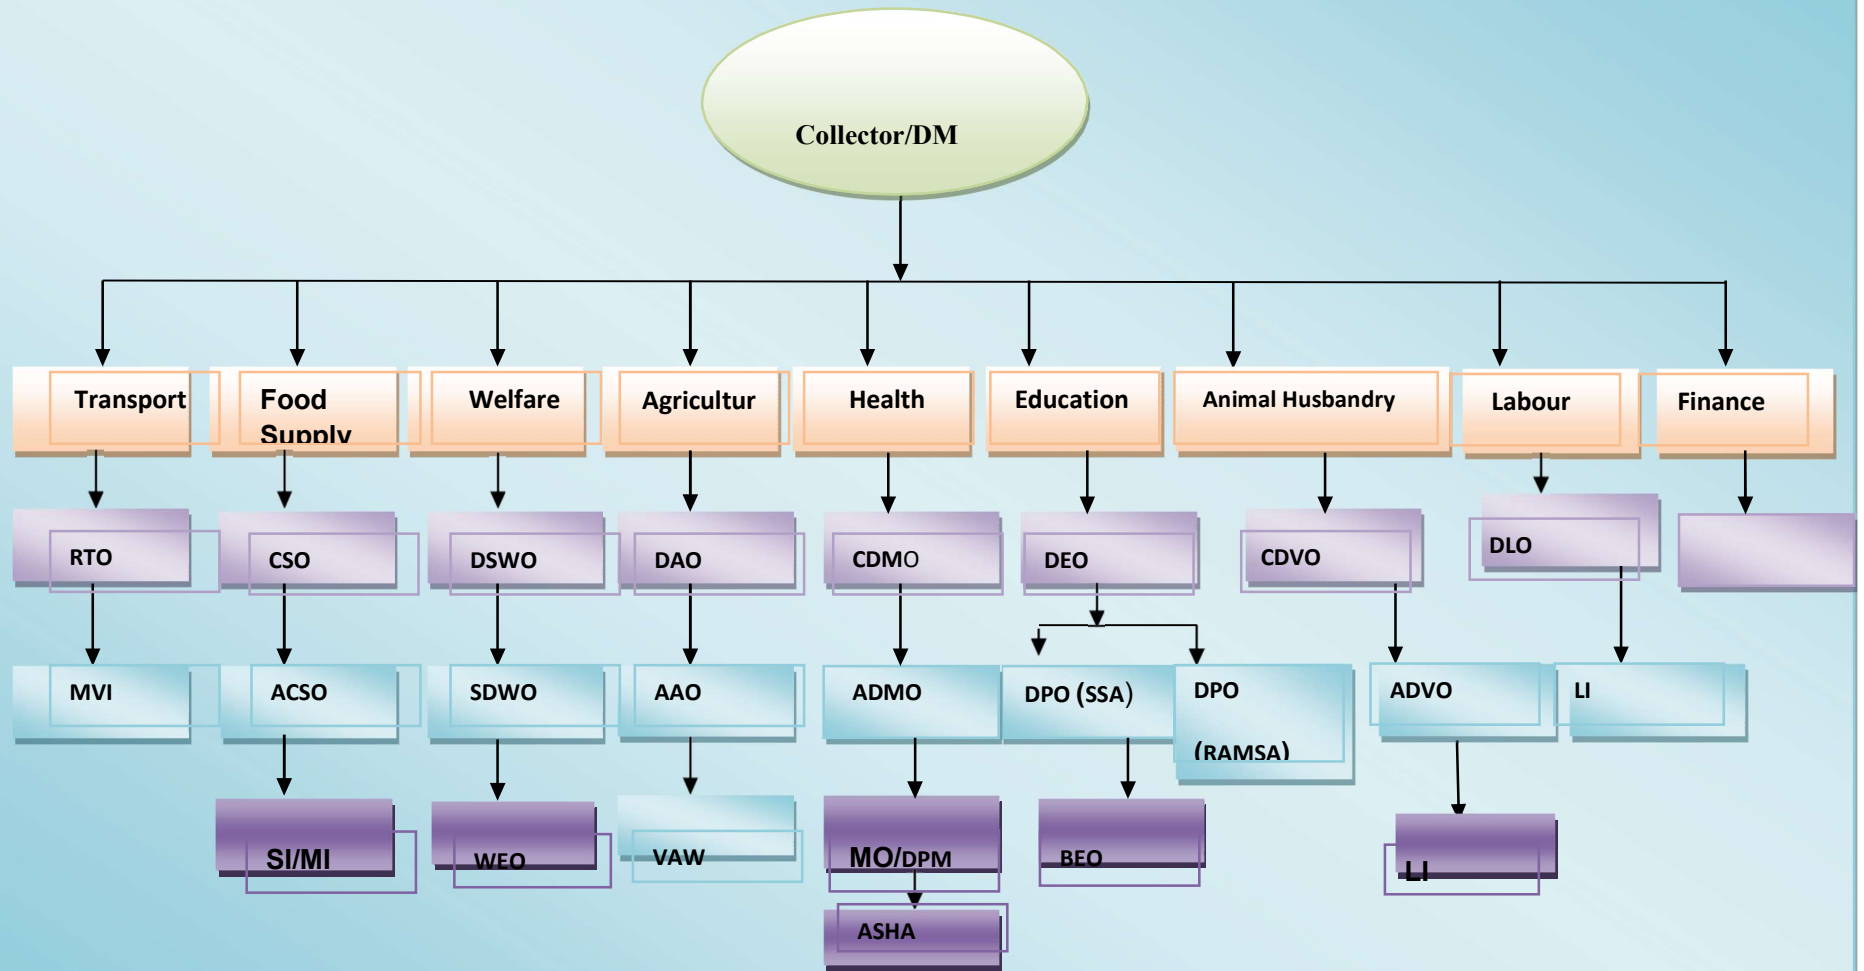 Collector/DM
Transport
Food
Supply
Welfare
Agricultur
Health
Education
Animal Husbandry
Labour
Finance
RTO
CSO
DSWO
DAO
CDMO
DEO
CDVO
DLO
MVI
ACSO
SDWO
AAO
ADMO
DPO (SSA)
DPO
(RAMSA)
ADVO
LI
SI/MI
WEO
VAW
MO/DPM
BEO
LI
ASHA